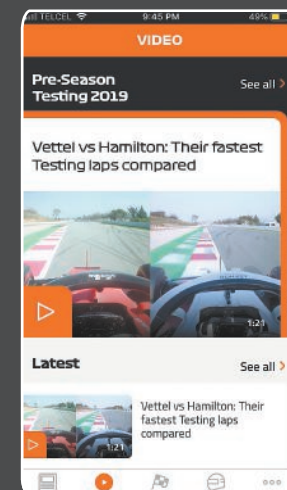 TELCEL 9:45 PM 49%
VIDEO
Pre-Season
Testing 2019
See all >
Vettel vs Hamilton: Their fastest
Testing laps compared
1:21
Latest
See all >
Vettel vs Hamilton: Their
fastest Testing laps
compared
1:21